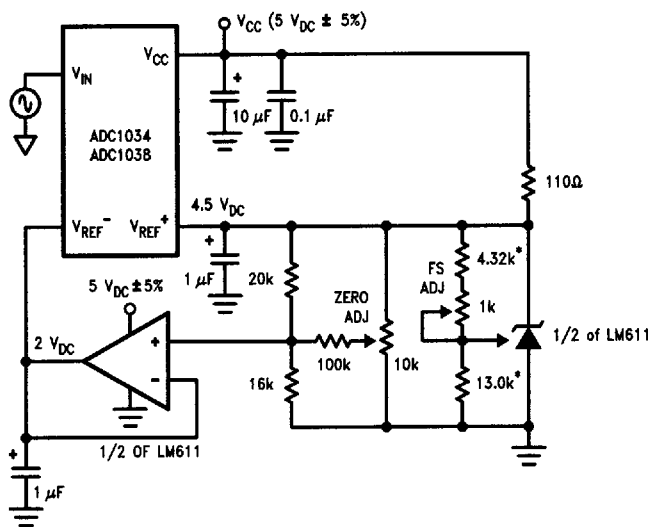 V_CC (5 V_DC ± 5%)
V_CC
V_IN
+
10 μF
0.1 μF
ADC1034
ADC1038
110Ω
V_REF^-
V_REF^+
4.5 V_DC
+
1 μF
20k
ZERO
ADJ
FS
ADJ
4.32k*
1k
5 V_DC ±5%
2 V_DC
+
-
100k
10k
1/2 of LM611
16k
13.0k*
1/2 OF LM611
+
1 μF